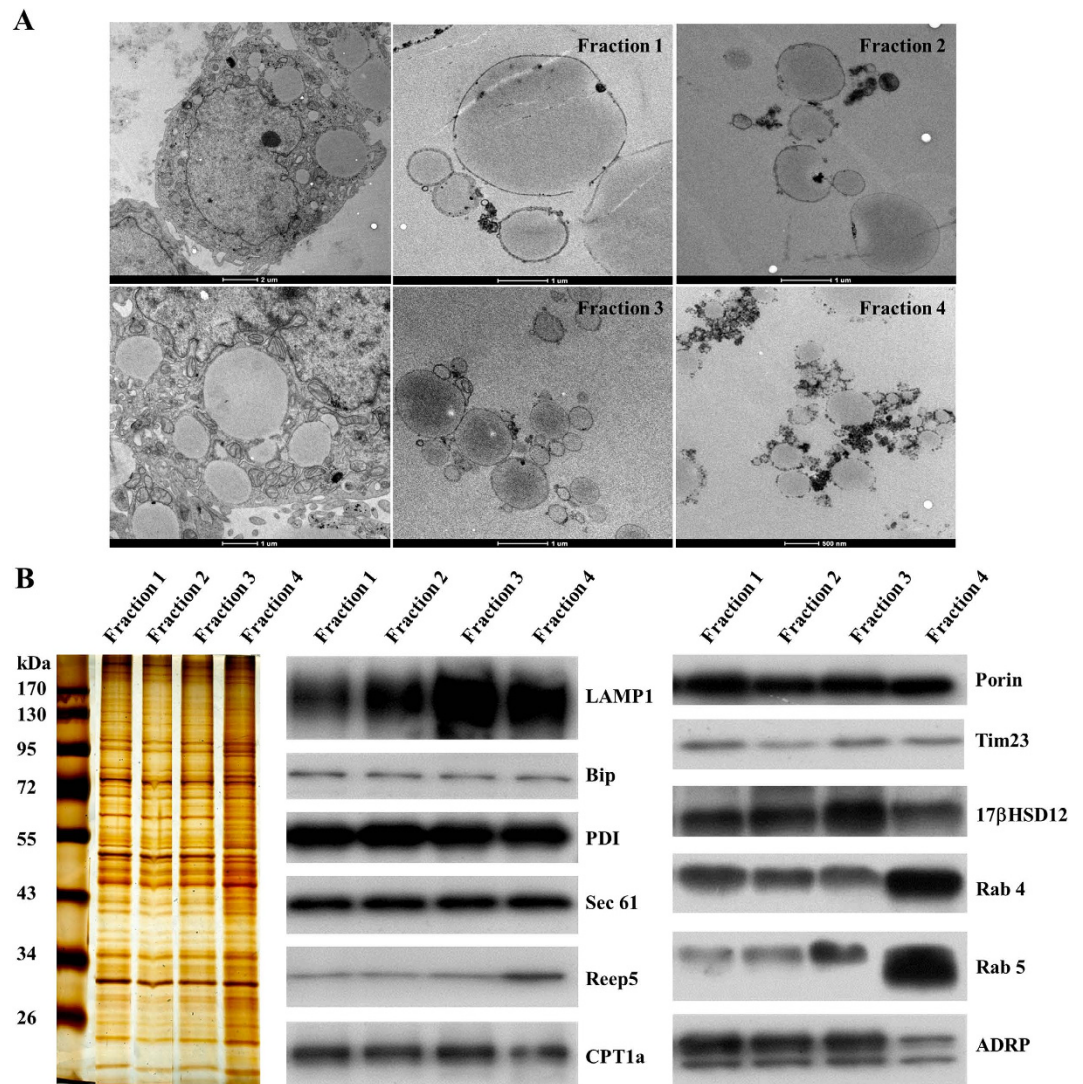 A
Fraction 1
Fraction 2
2 um
1 um
1 um
Fraction 3
Fraction 4
1 um
1 um
500 nm
B
Fraction 1
Fraction 2
Fraction 3
Fraction 4
kDa
170
130
95
72
55
43
34
26
Fraction 1
Fraction 2
Fraction 3
Fraction 4
LAMP1
Bip
PDI
Sec 61
Reep5
CPT1a
Fraction 1
Fraction 2
Fraction 3
Fraction 4
Porin
Tim23
17βHSD12
Rab 4
Rab 5
ADRP